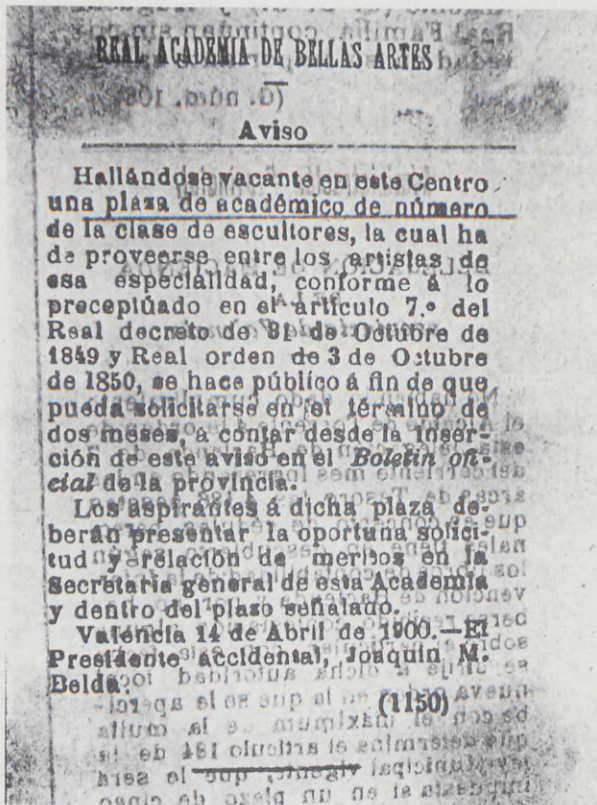 REAL ACADEMIA DE BELLAS ARTES
Aviso
Hallándose vacante en este Centro
una plaza de académico de número
de la clase de escultores, la cual ha
de proveerse entre los artistas de
esa especialidad, conforme á lo
preceptuado en el artículo 7.º del
Real decreto de 31 de Octubre de
1849 y Real orden de 3 de Octubre
de 1850, se hace público á fin de que
pueda solicitarse en el término de
dos meses, a contar desde la inser-
ción de este aviso en el Boletin ofi-
cial de la provincia.
Los aspirantes á dicha plaza de-
berán presentar la oportuna solici-
tud y relación de meritos en la
Secretaria general de esta Academia
y dentro del plazo señalado.
Valencia 14 de Abril de 1900.—El
Presidente accidental, Joaquin M.
Belda.
(1150)